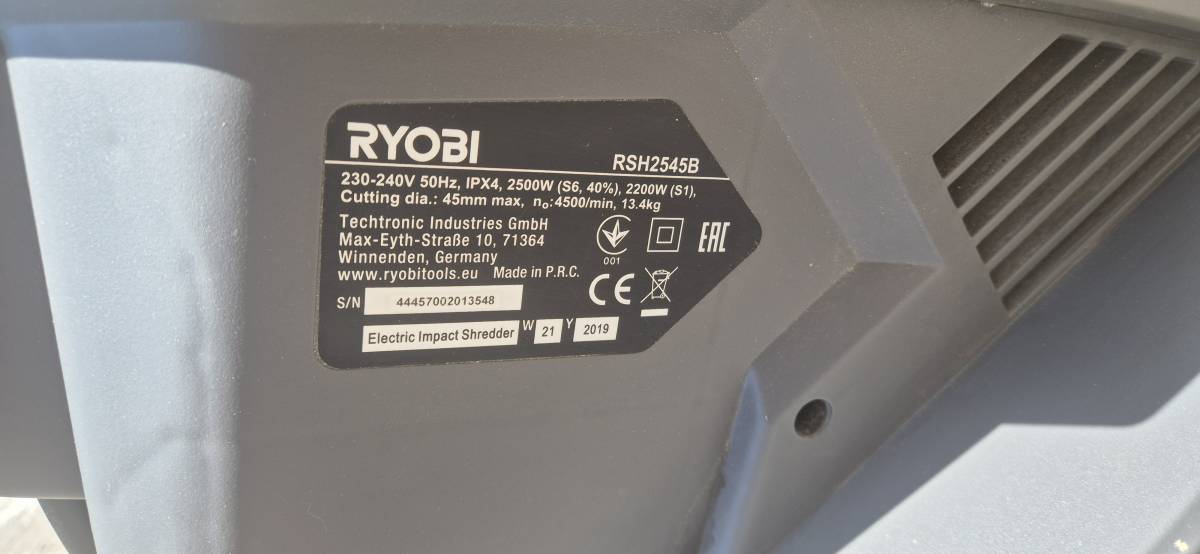 RYOBI
RSH2545B
230-240V 50Hz, IPX4, 2500W (S6, 40%), 2200W (S1),
Cutting dia.: 45mm max, no:4500/min, 13.4kg
Techtronic Industries GmbH
Max-Eyth-Straße 10, 71364
Winnenden, Germany
www.ryobitools.eu Made in P.R.C.
001
EAC
CE
S/N 44457002013548
Electric Impact Shredder W 21 Y 2019